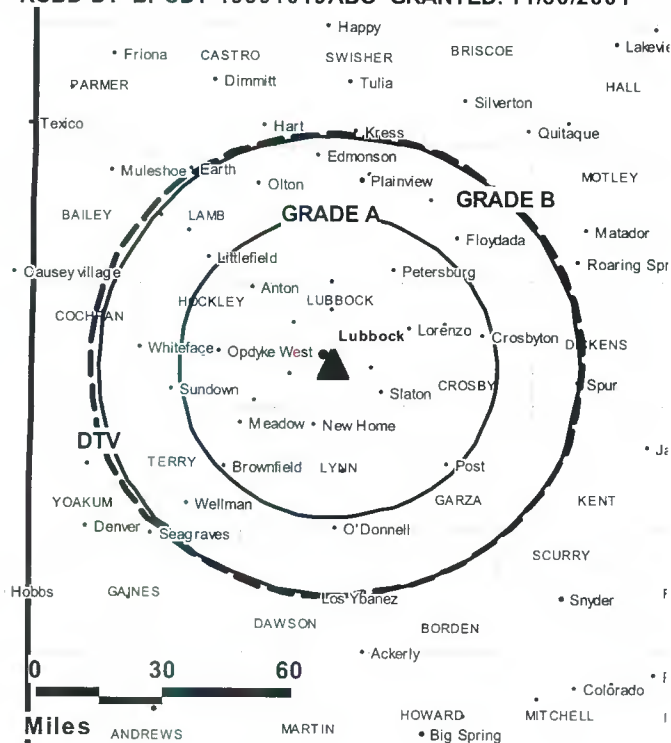 Happy
Friona CASTRO SWISHER BRISCOE
PARMER Dimmitt Tulia HALL
Silverton
Texico Hart Kress Quitaque
Edmonson
Muleshoe Earth Plainview MOTLEY
Olton
BAILEY LAMB GRADE A GRADE B
Littlefield Floydada Matador
Causey village Petersburg Roaring Spr
Anton
HOCKLEY LUBBOCK
COCHRAN Lubbock Lorenzo Crosbyton DICKENS
Whiteface Opdyke West
Sundown Slaton CROSBY Spur
DTV Meadow New Home
TERRY Brownfield LYNN Post
YOAKUM Wellman GARZA KENT
Denver Seagraves O'Donnell
SCURRY
Hobbs GAINES Los Ybanez Snyder
DAWSON BORDEN
0 30 60 Ackerly
Colorado
Miles ANDREWS MARTIN HOWARD MITCHELL
Big Spring